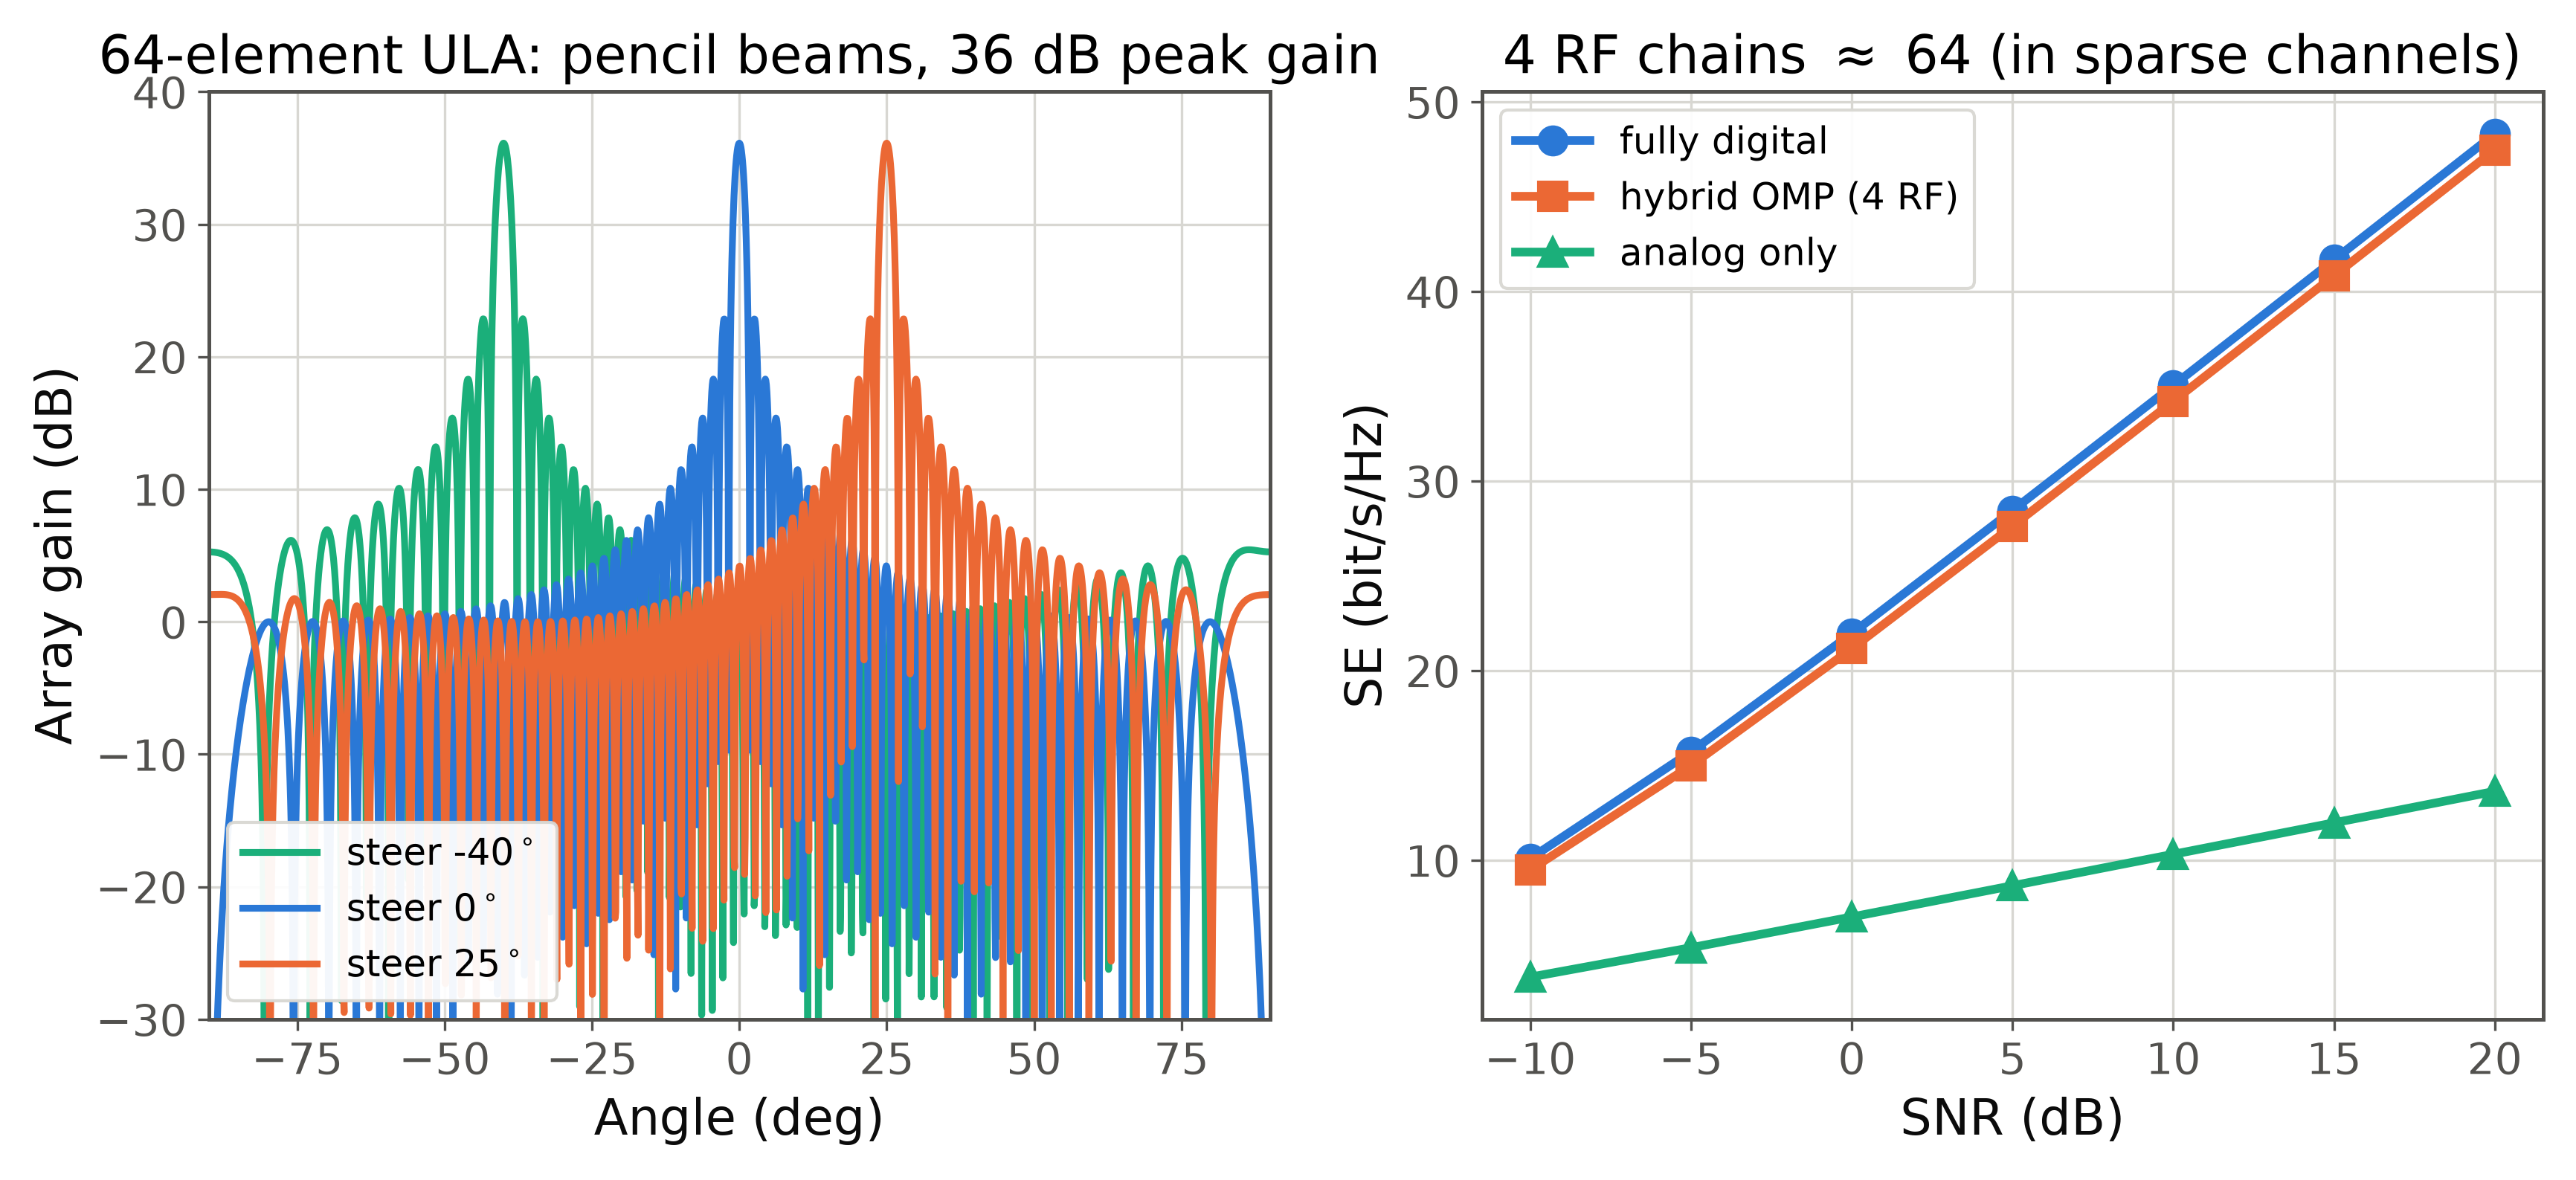 64-element ULA: pencil beams, 36 dB peak gain
Array gain (dB)
40
30
20
10
0
−10
−20
−30
steer -40°
steer 0°
steer 25°
−75 −50 −25 0 25 50 75
Angle (deg)
4 RF chains ≈ 64 (in sparse channels)
SE (bit/s/Hz)
50
40
30
20
10
fully digital
hybrid OMP (4 RF)
analog only
−10 −5 0 5 10 15 20
SNR (dB)